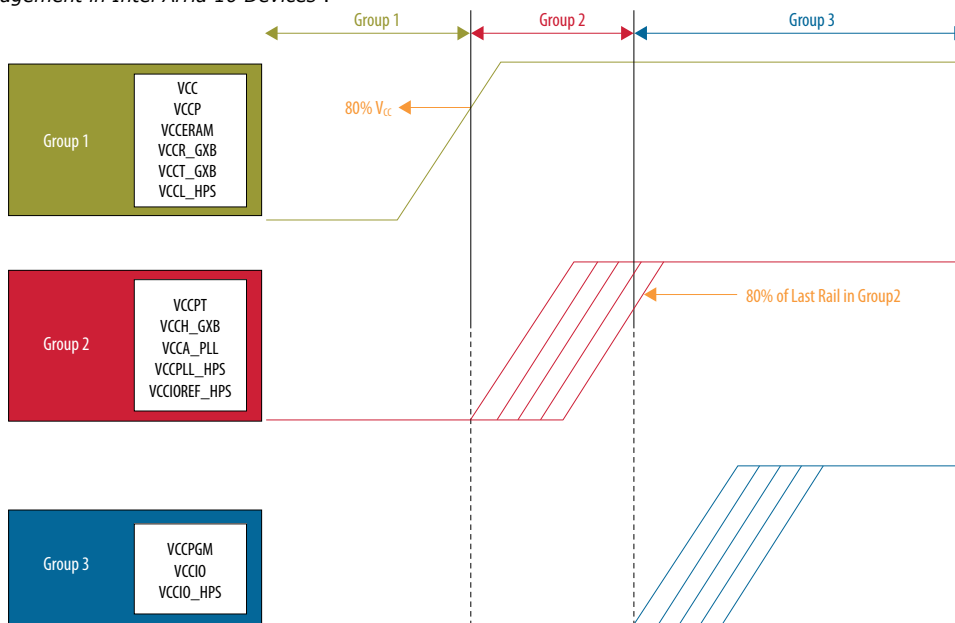 agement in Intel Arria 10 Devices .
Group 1
Group 2
Group 3
80% Vcc
Group 1
VCC
VCCP
VCCERAM
VCCR_GXB
VCCT_GXB
VCCL_HPS
Group 2
VCCPT
VCCH_GXB
VCCA_PLL
VCCPLL_HPS
VCCIOREF_HPS
80% of Last Rail in Group2
Group 3
VCCPGM
VCCIO
VCCIO_HPS